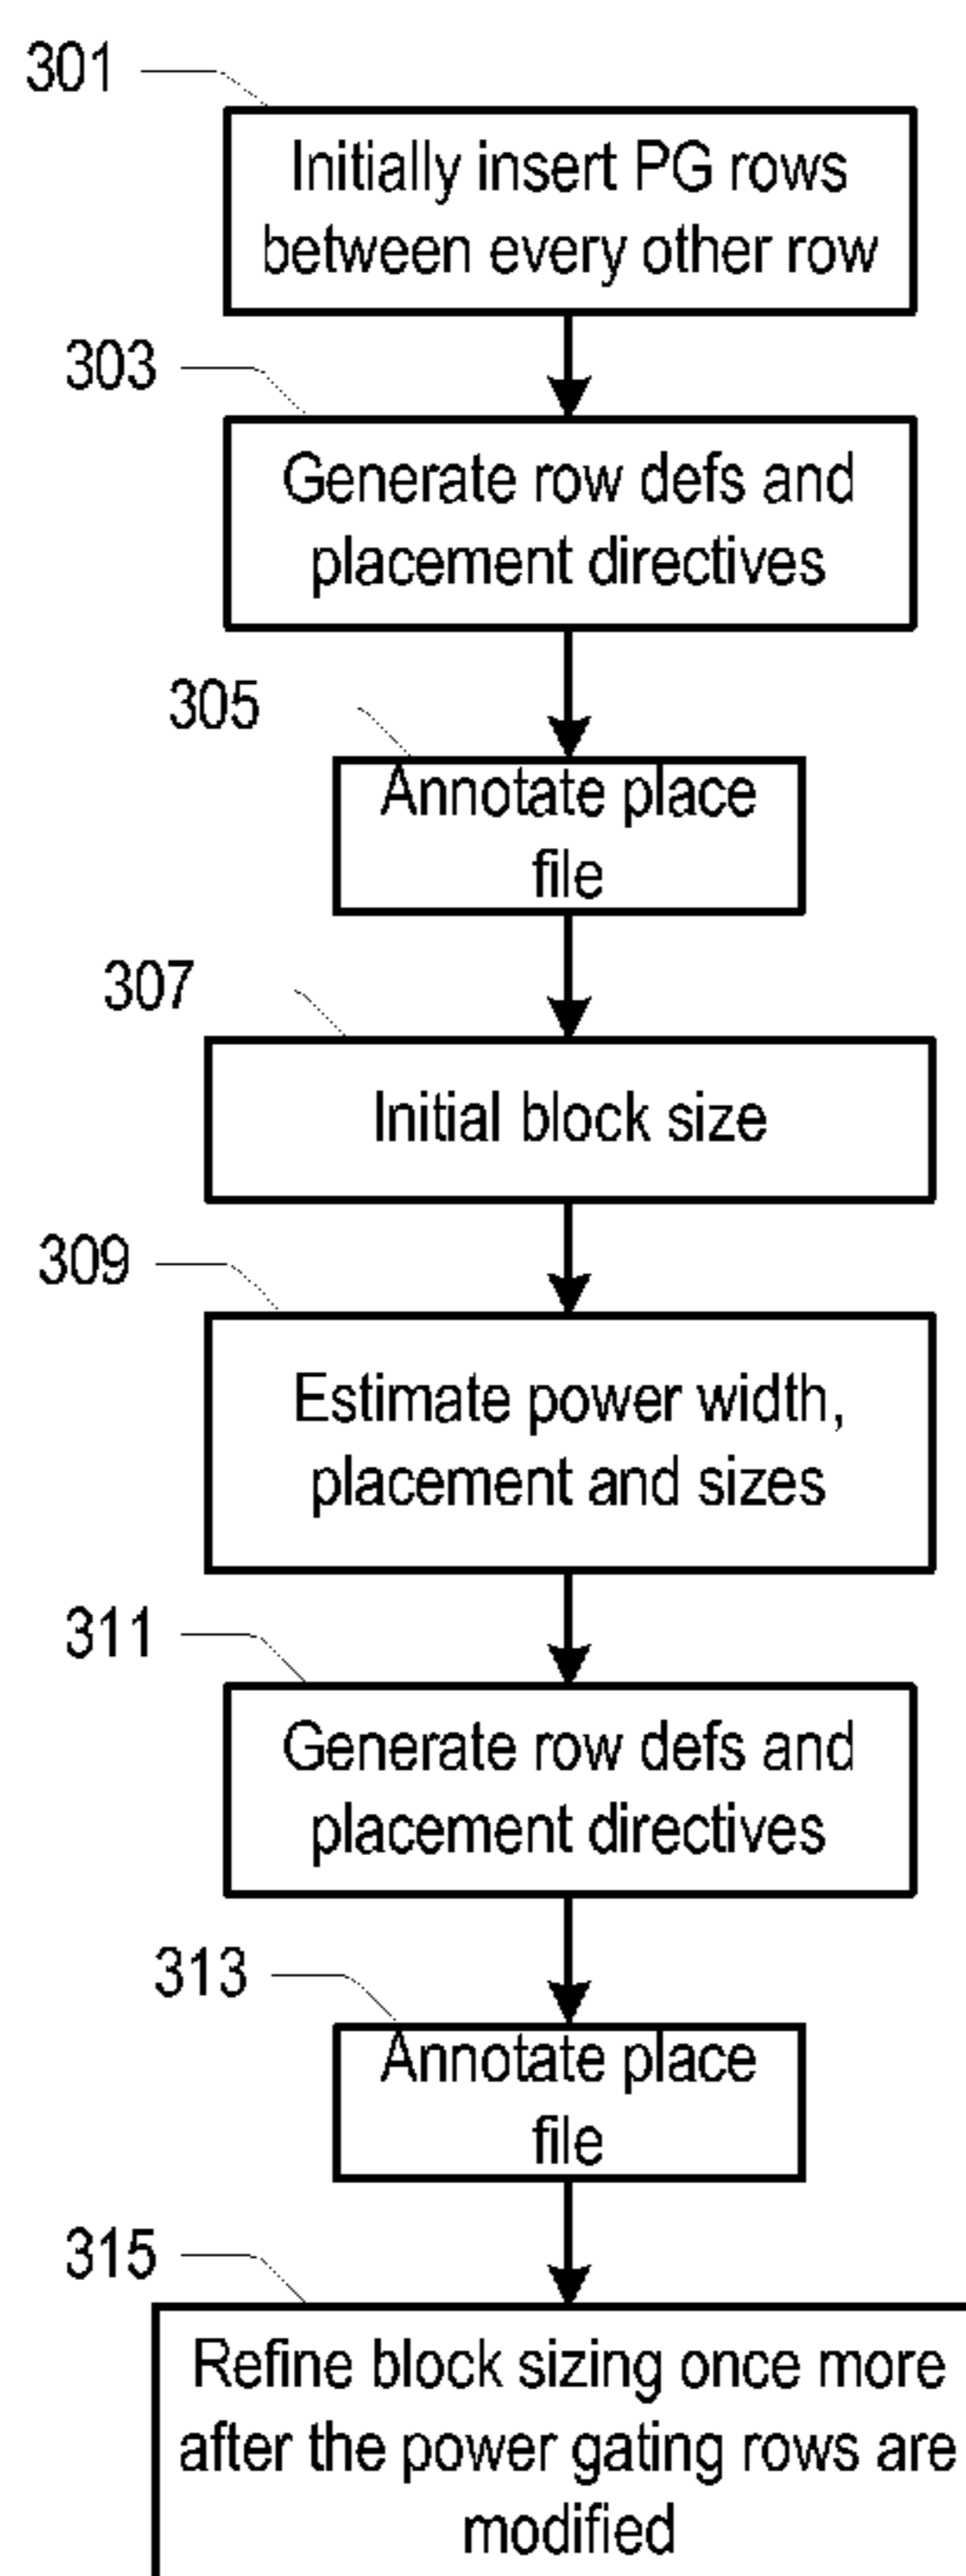 301
Initially insert PG rows
between every other row
303
Generate row defs and
placement directives
305
Annotate place
file
307
Initial block size
309
Estimate power width,
placement and sizes
311
Generate row defs and
placement directives
313
Annotate place
file
315
Refine block sizing once more
after the power gating rows are
modified